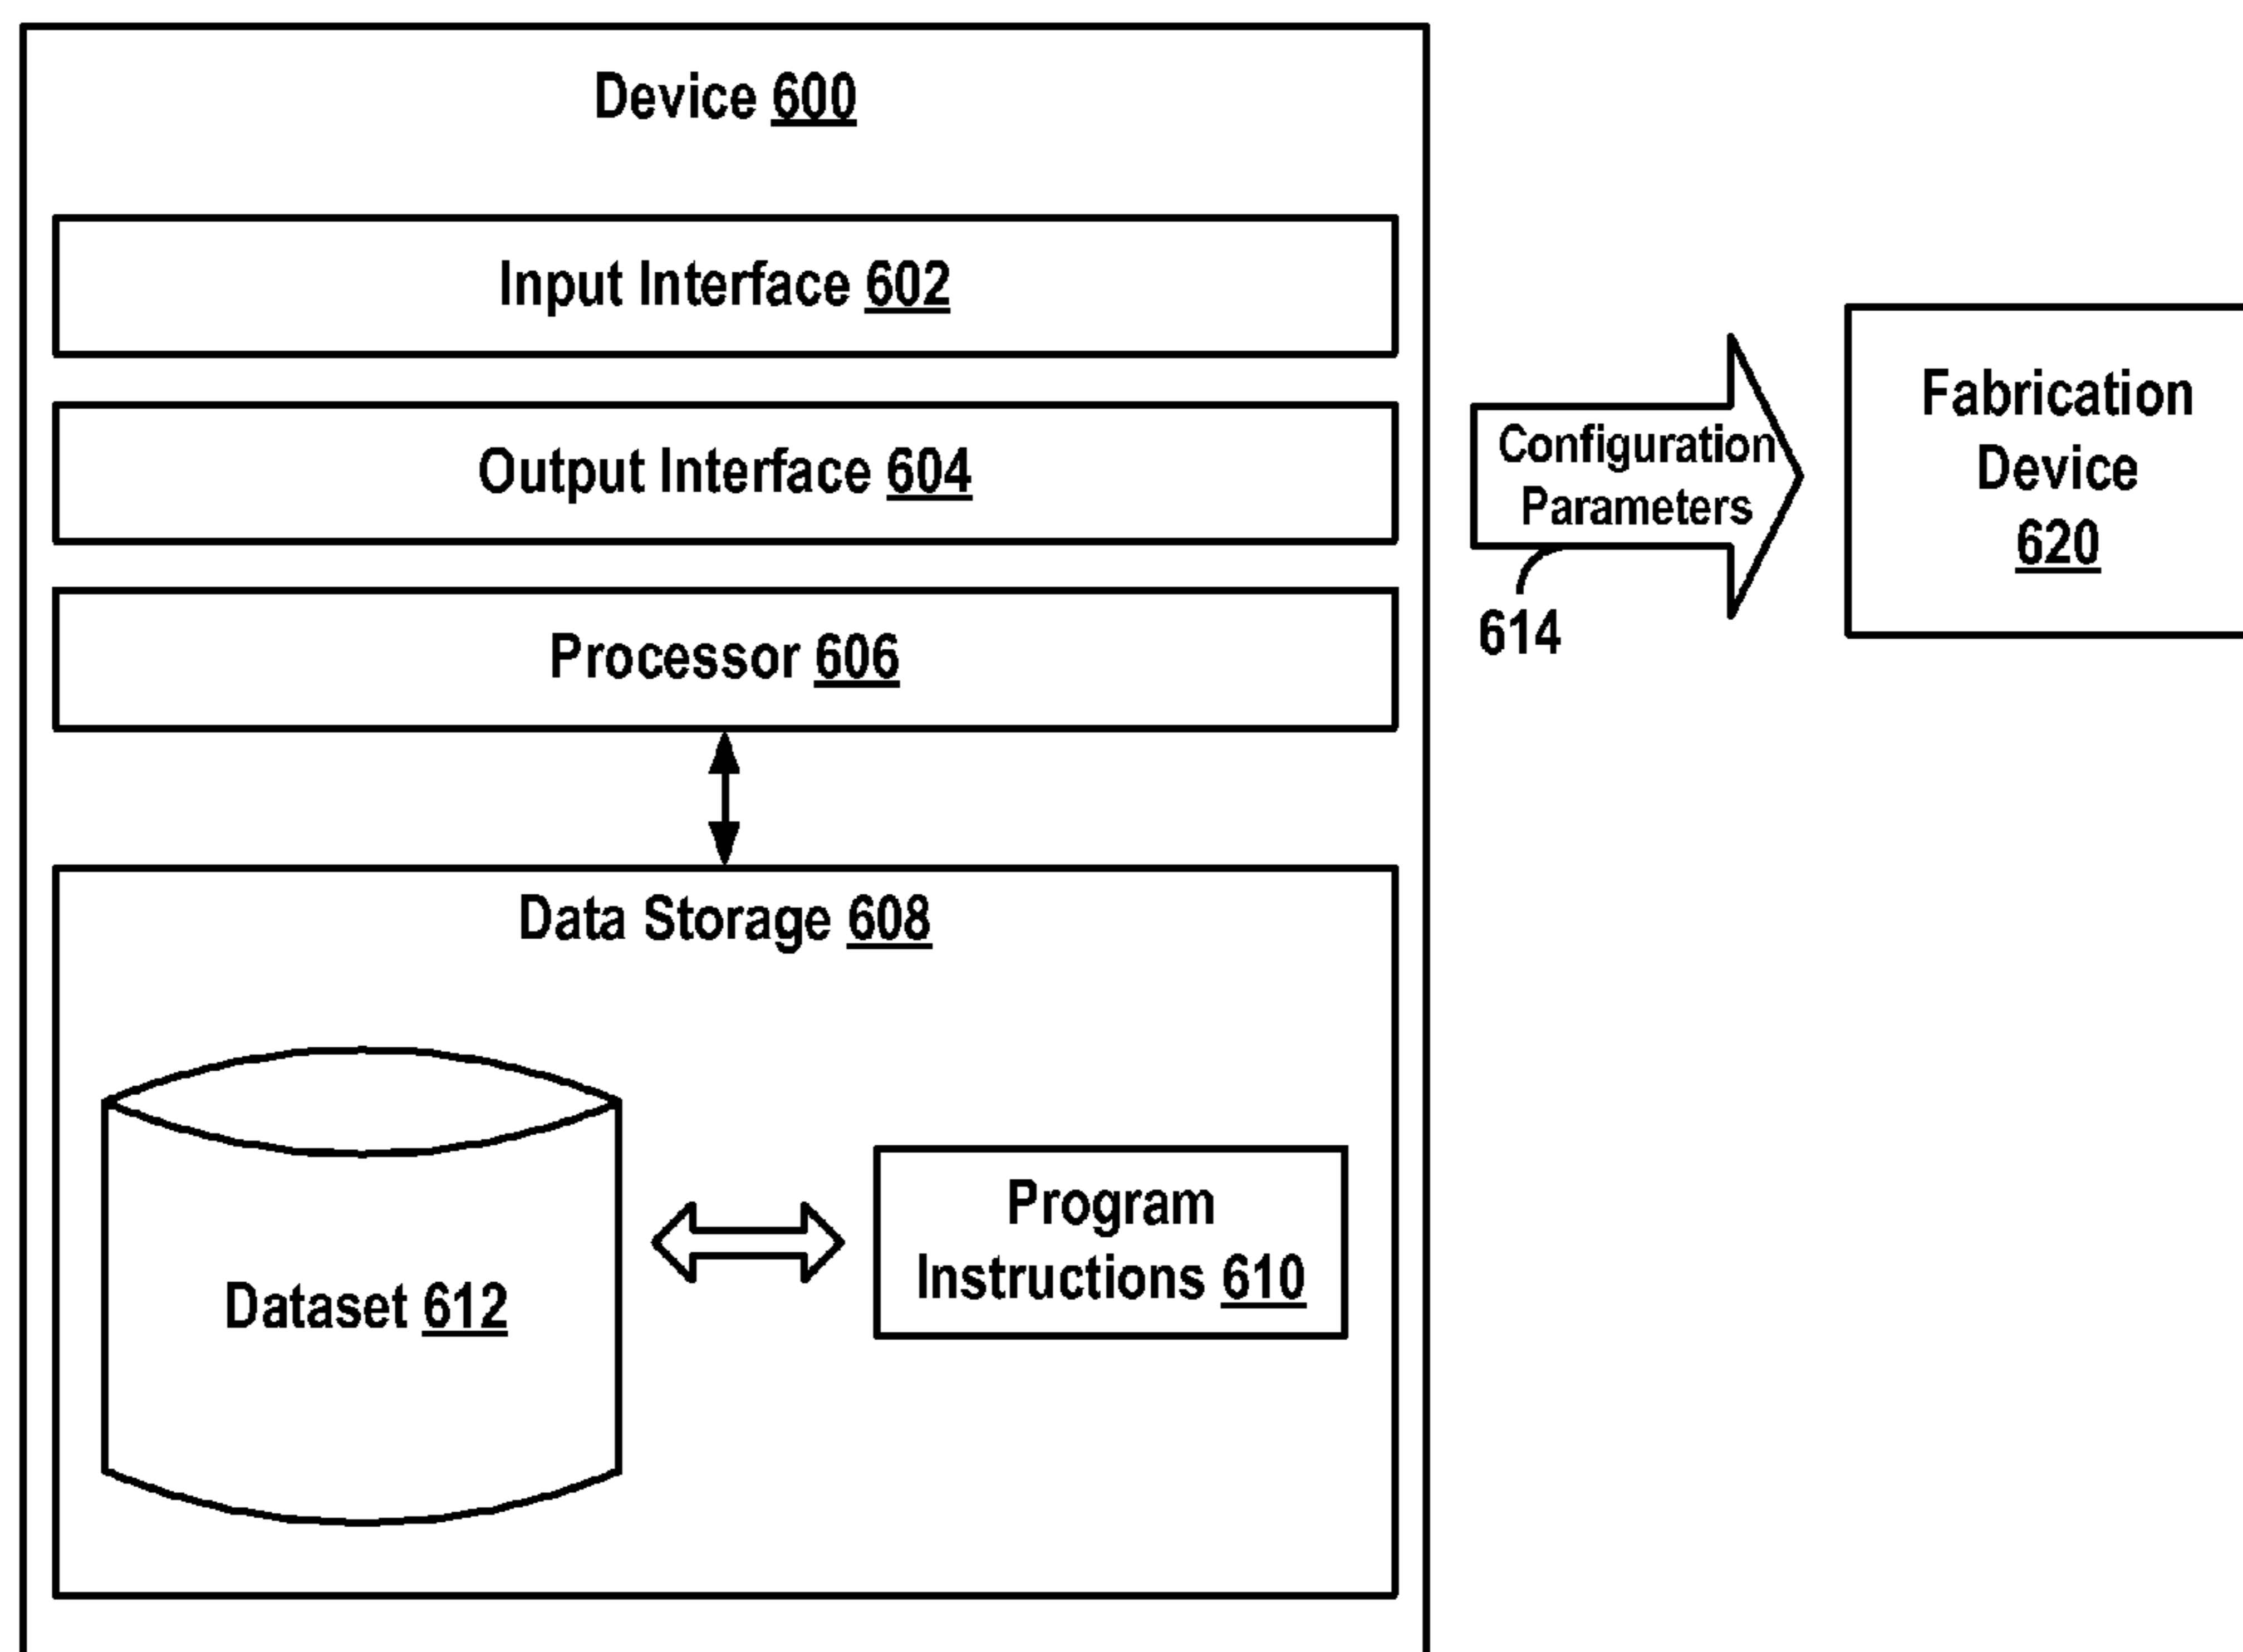 Device 600
Input Interface 602
Output Interface 604
Processor 606
Data Storage 608
Dataset 612
Program
Instructions 610
Configuration
Parameters
614
Fabrication
Device
620